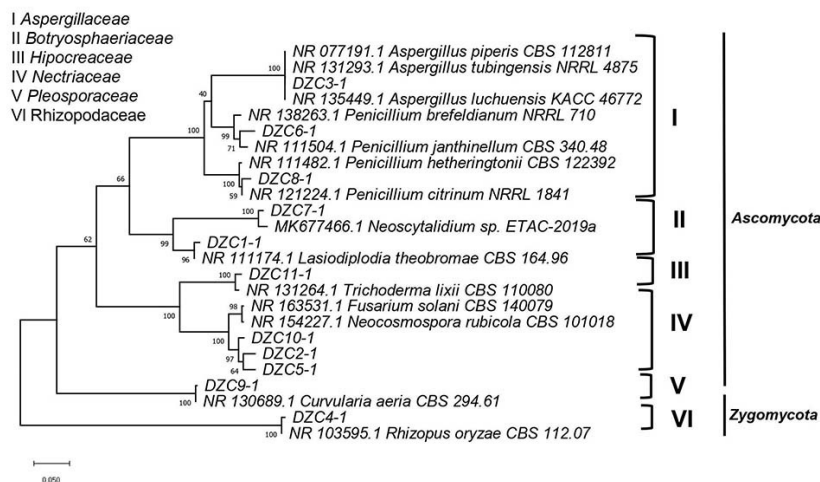 I Aspergillaceae
II Botryosphaeriaceae
III Hipocreaceae
IV Nectriaceae
V Pleosporaceae
VI Rhizopodaceae
NR 077191.1 Aspergillus piperis CBS 112811
100
NR 131293.1 Aspergillus tubingensis NRRL 4875
DZC3-1
40
NR 135449.1 Aspergillus luchuensis KACC 46772
NR 138263.1 Penicillium brefeldianum NRRL 710
I
100
DZC6-1
99
71
NR 111504.1 Penicillium janthinellum CBS 340.48
NR 111482.1 Penicillium hetheringtonii CBS 122392
66
100
DZC8-1
59
NR 121224.1 Penicillium citrinum NRRL 1841
100
DZC7-1
II
Ascomycota
MK677466.1 Neoscytalidium sp. ETAC-2019a
99
62
DZC1-1
96
NR 111174.1 Lasiodiplodia theobromae CBS 164.96
DZC11-1
III
100
NR 131264.1 Trichoderma lixii CBS 110080
98
NR 163531.1 Fusarium solani CBS 140079
100
NR 154227.1 Neocosmospora rubicola CBS 101018
IV
100
DZC10-1
97
DZC2-1
64
DZC5-1
DZC9-1
V
100
NR 130689.1 Curvularia aeria CBS 294.61
DZC4-1
VI
Zygomycota
100
NR 103595.1 Rhizopus oryzae CBS 112.07
0.050